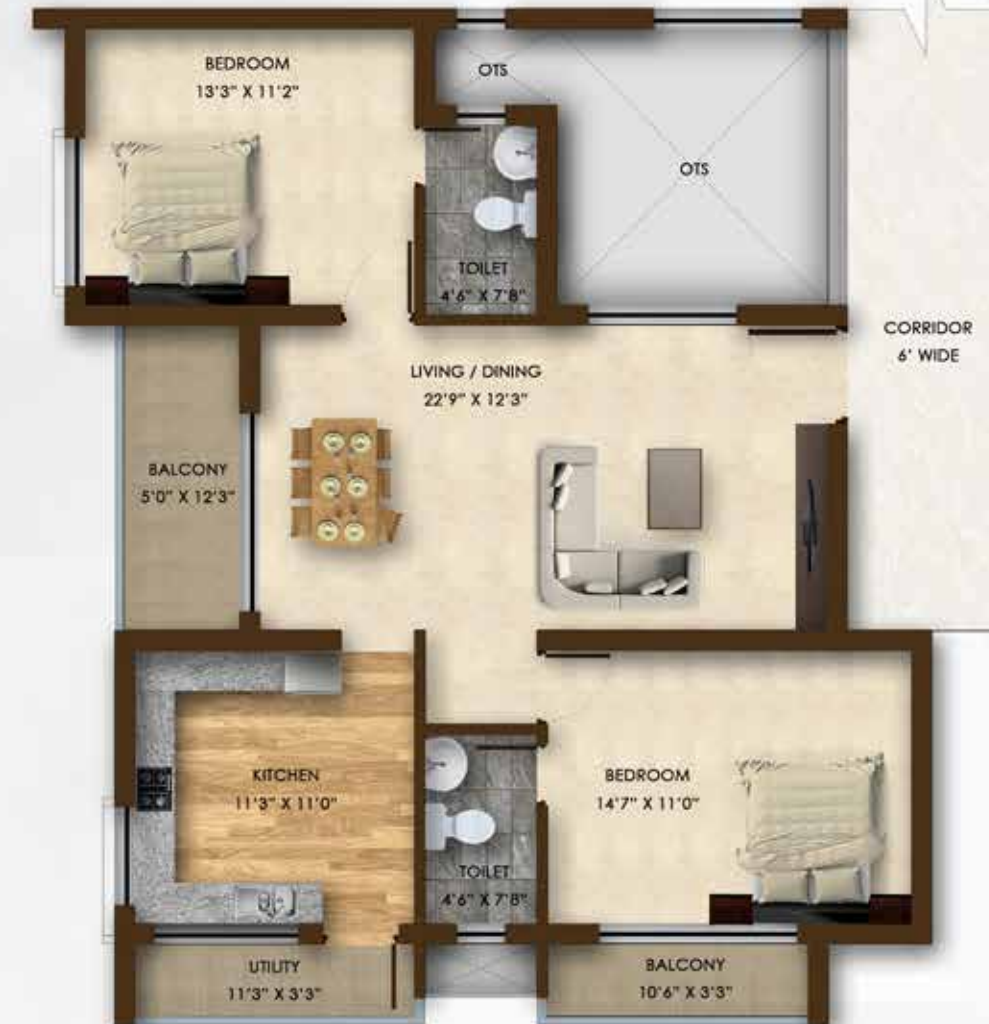 BEDROOM
13'3" X 11'2"
OTS
OTS
TOILET
4'6" X 7'8"
CORRIDOR
6' WIDE
LIVING / DINING
22'9" X 12'3"
BALCONY
5'0" X 12'3"
KITCHEN
11'3" X 11'0"
BEDROOM
14'7" X 11'0"
TOILET
4'6" X 7'8"
UTILITY
11'3" X 3'3"
BALCONY
10'6" X 3'3"